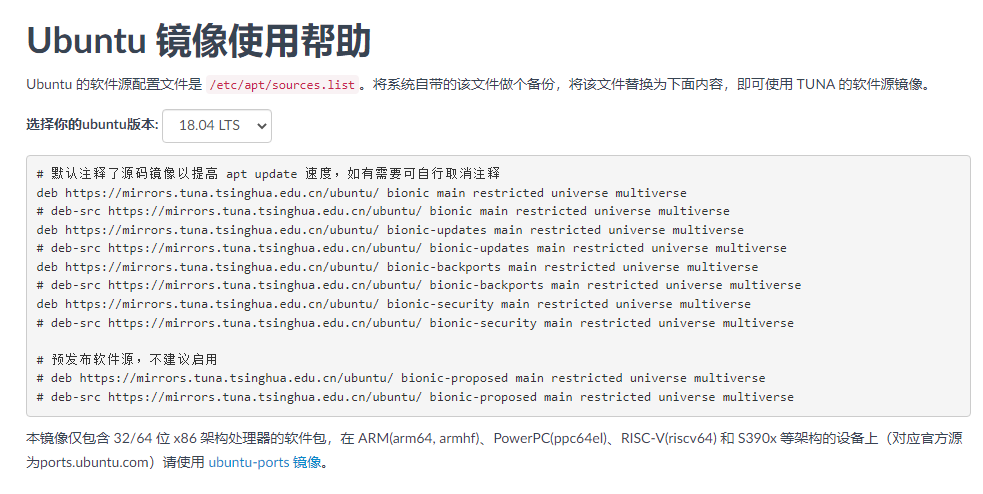 Ubuntu 镜像使用帮助
Ubuntu 的软件源配置文件是 /etc/apt/sources.list。将系统自带的该文件做个备份，将该文件替换为下面内容，即可使用 TUNA 的软件源镜像。
选择你的ubuntu版本: 18.04 LTS
# 默认注释了源码镜像以提高 apt update 速度，如有需要可自行取消注释
deb https://mirrors.tuna.tsinghua.edu.cn/ubuntu/ bionic main restricted universe multiverse
# deb-src https://mirrors.tuna.tsinghua.edu.cn/ubuntu/ bionic main restricted universe multiverse
deb https://mirrors.tuna.tsinghua.edu.cn/ubuntu/ bionic-updates main restricted universe multiverse
# deb-src https://mirrors.tuna.tsinghua.edu.cn/ubuntu/ bionic-updates main restricted universe multiverse
deb https://mirrors.tuna.tsinghua.edu.cn/ubuntu/ bionic-backports main restricted universe multiverse
# deb-src https://mirrors.tuna.tsinghua.edu.cn/ubuntu/ bionic-backports main restricted universe multiverse
deb https://mirrors.tuna.tsinghua.edu.cn/ubuntu/ bionic-security main restricted universe multiverse
# deb-src https://mirrors.tuna.tsinghua.edu.cn/ubuntu/ bionic-security main restricted universe multiverse
# 预发布软件源，不建议启用
# deb https://mirrors.tuna.tsinghua.edu.cn/ubuntu/ bionic-proposed main restricted universe multiverse
# deb-src https://mirrors.tuna.tsinghua.edu.cn/ubuntu/ bionic-proposed main restricted universe multiverse
本镜像仅包含 32/64 位 x86 架构处理器的软件包，在 ARM(arm64, armhf)、PowerPC(ppc64el)、RISC-V(riscv64) 和 S390x 等架构的设备上（对应官方源
为ports.ubuntu.com）请使用 ubuntu-ports 镜像。